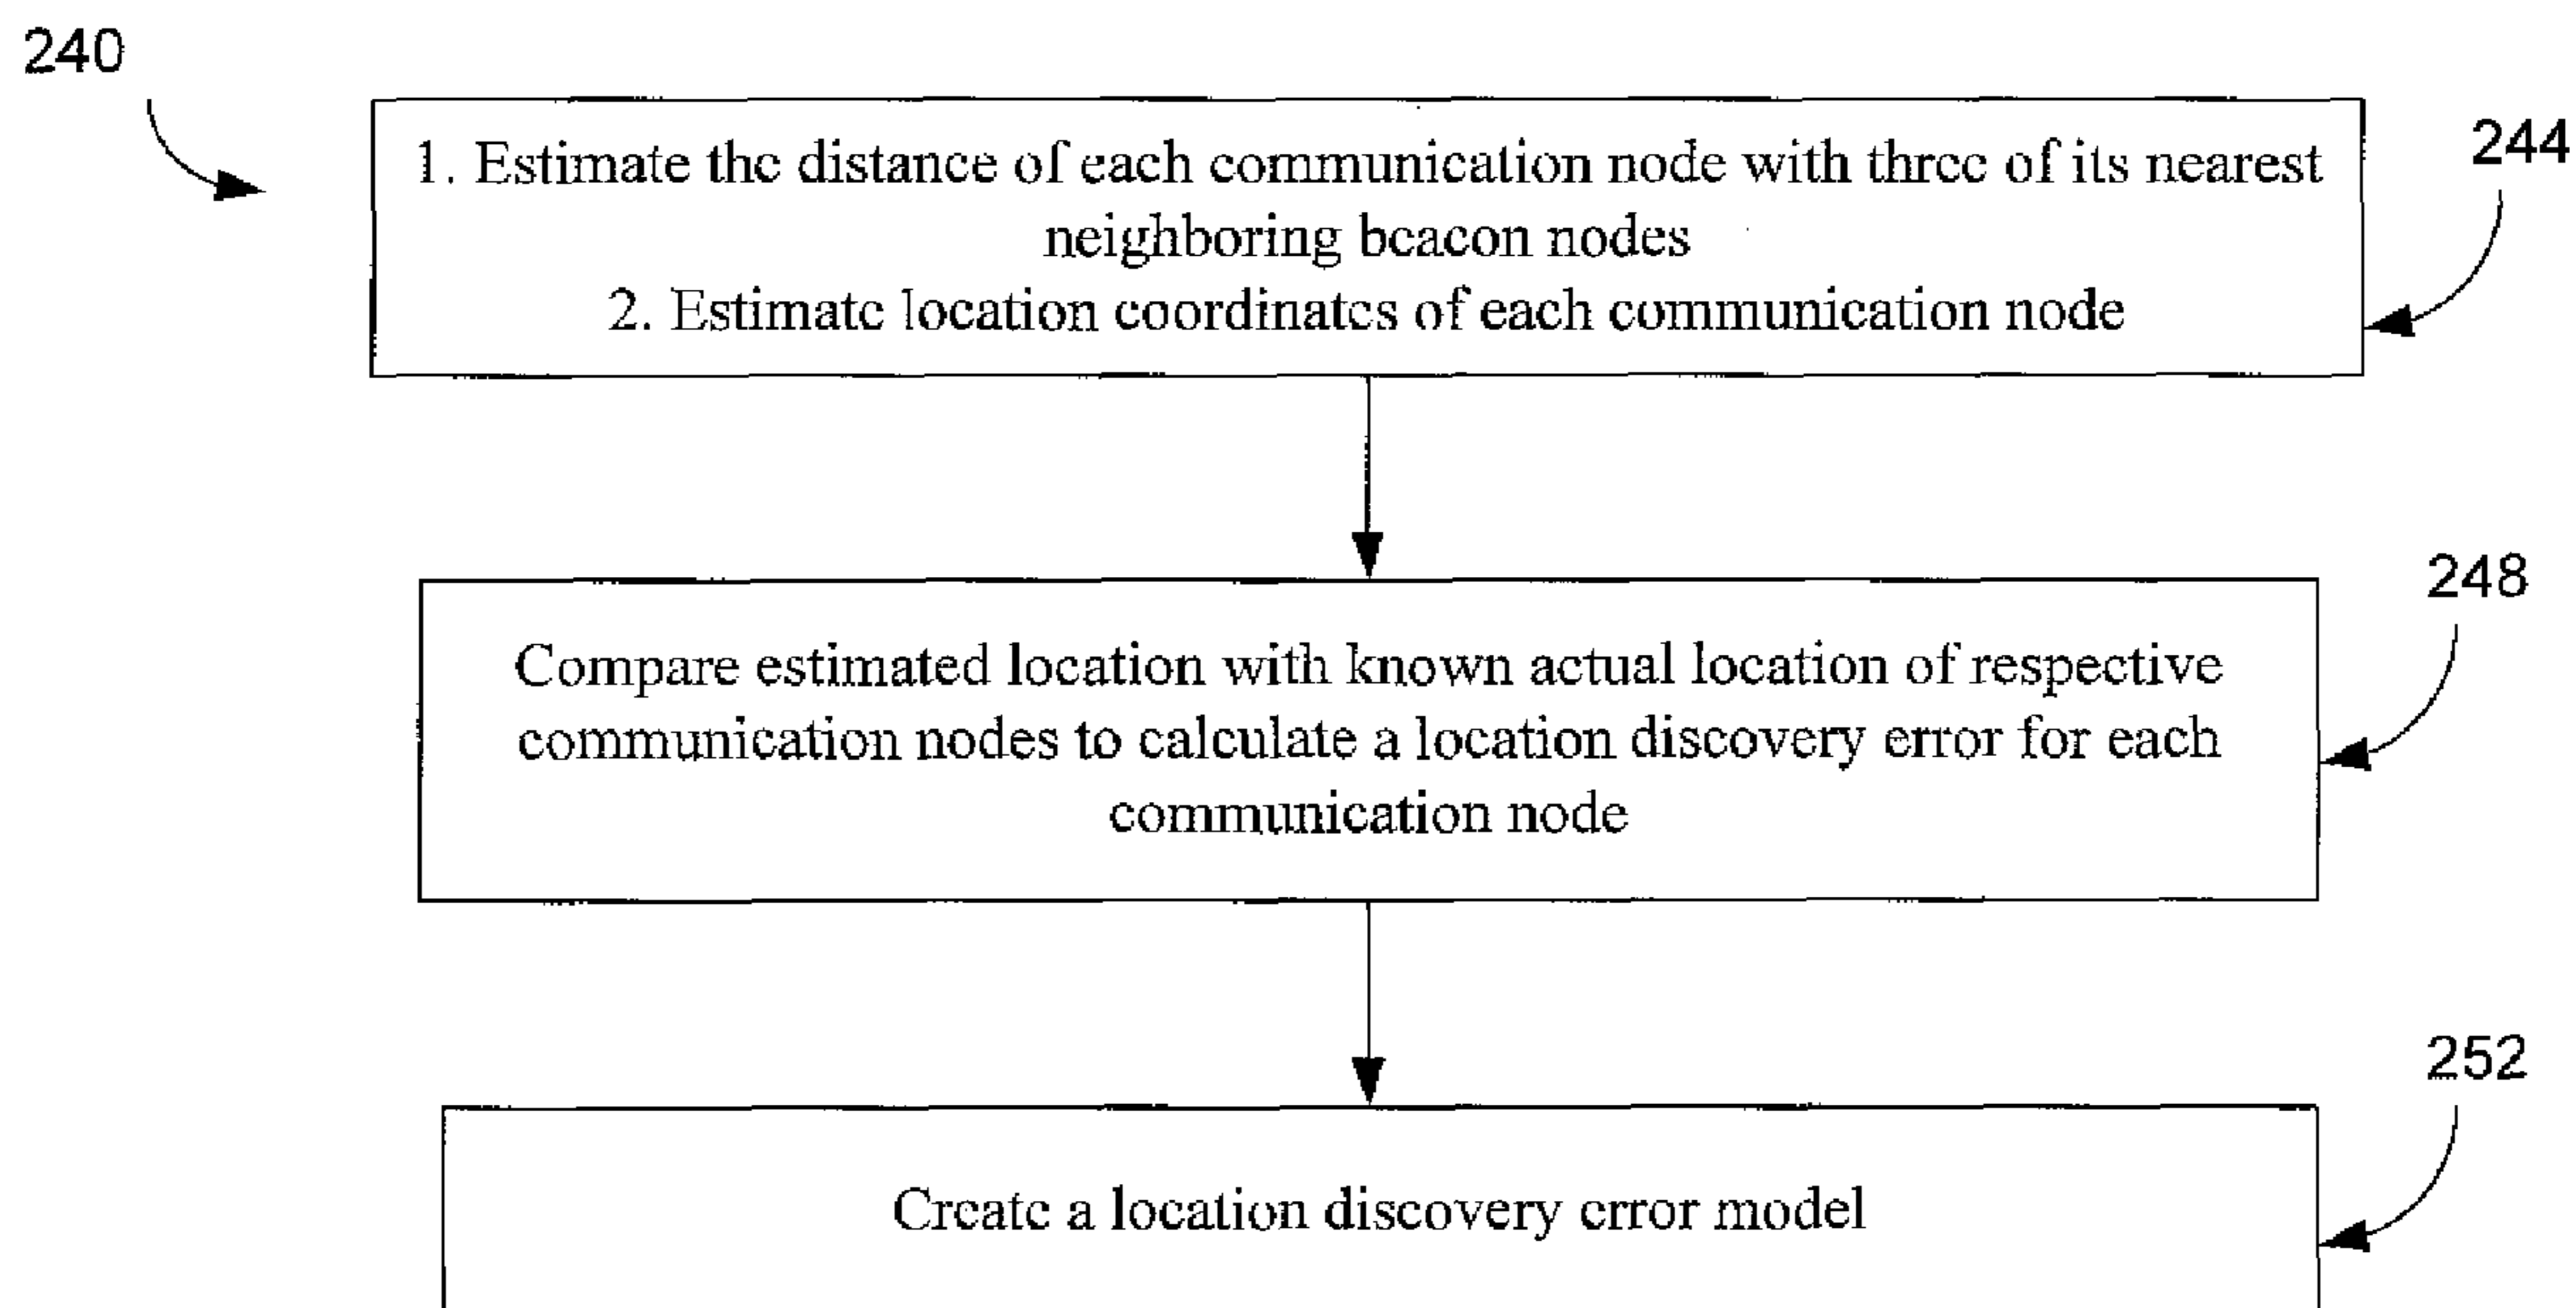 240
1. Estimate the distance of each communication node with three of its nearest
244
neighboring beacon nodes
2. Estimate location coordinates of each communication node
248
Compare estimated location with known actual location of respective
communication nodes to calculate a location discovery error for each
communication node
252
Create a location discovery error model